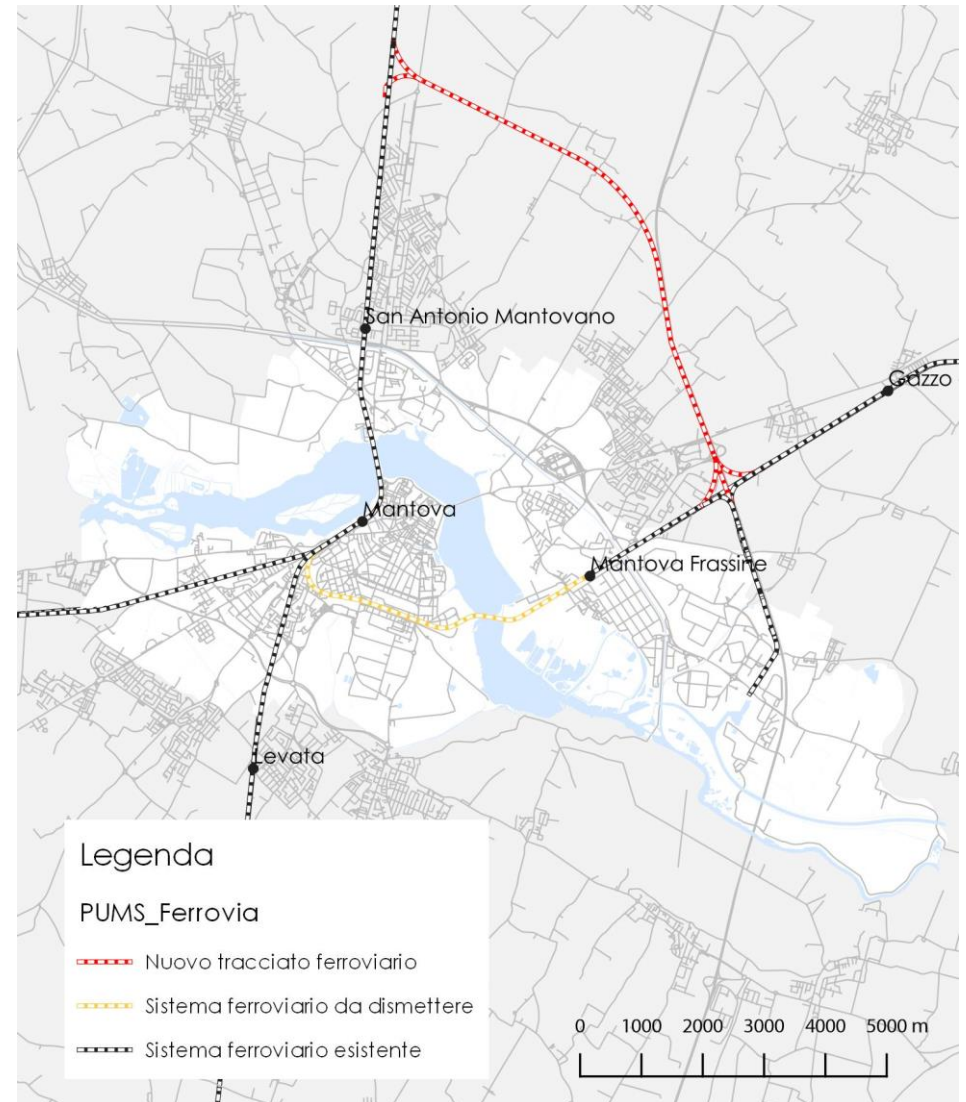 San Antonio Mantovano
Gazzo
Mantova
Mantova Frassine
Levata
Legenda
PUMS_Ferrovia
Nuovo tracciato ferroviario
Sistema ferroviario da dismettere
Sistema ferroviario esistente
0 1000 2000 3000 4000 5000 m